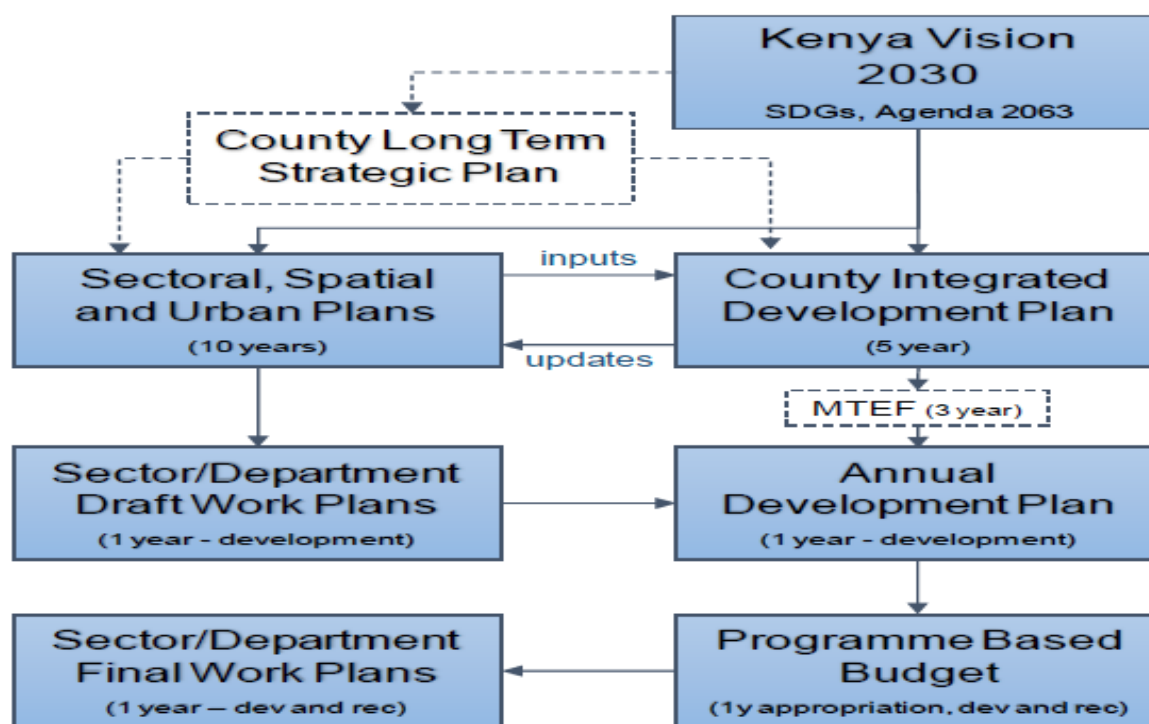 Kenya Vision
2030
SDGs, Agenda 2063
County Long Term
Strategic Plan
Sectoral, Spatial
and Urban Plans
(10 years)
inputs
updates
County Integrated
Development Plan
(5 year)
MTEF (3 year)
Sector/Department
Draft Work Plans
(1 year - development)
Annual
Development Plan
(1 year - development)
Sector/Department
Final Work Plans
(1 year – dev and rec)
Programme Based
Budget
(1y appropriation, dev and rec)